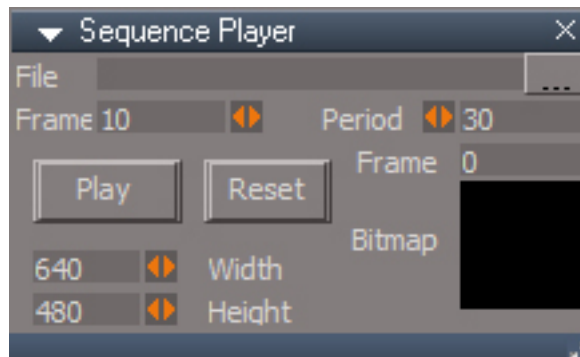 Sequence Player
File ...
Frame 10 Period 30
Frame 0
Play Reset
Bitmap
640 Width
480 Height